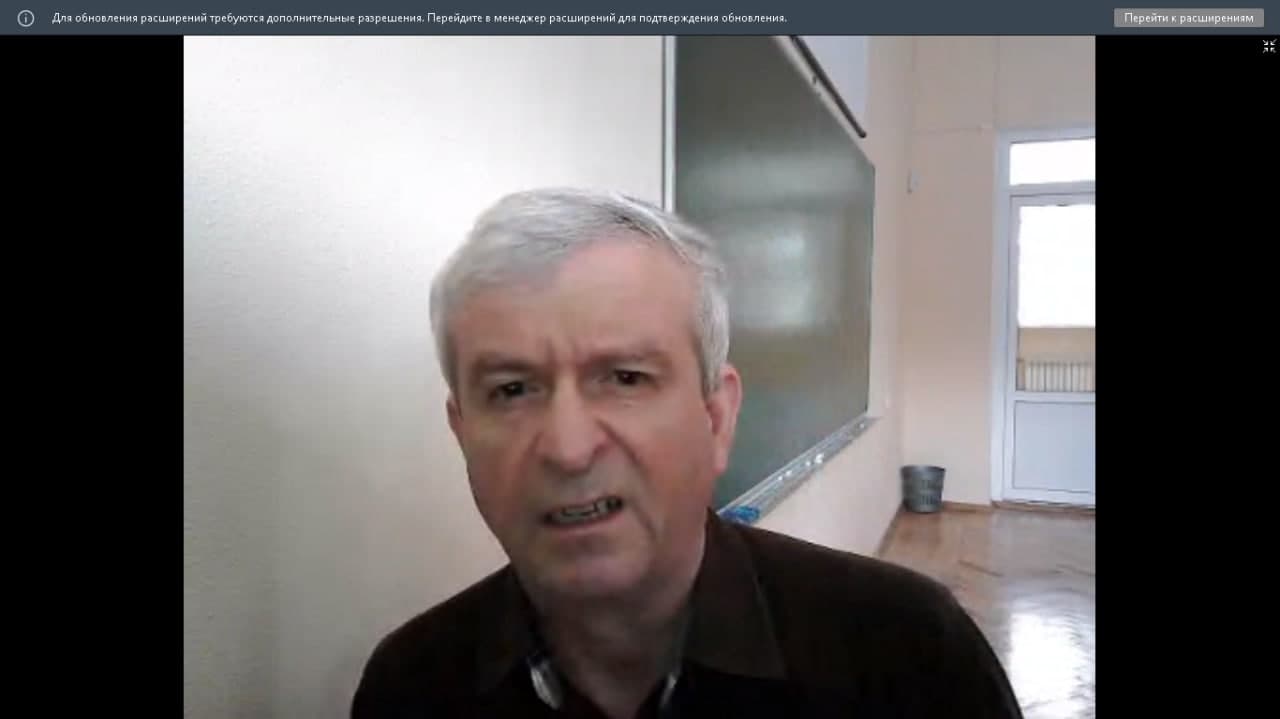 Для обновления расширений требуются дополнительные разрешения. Перейдите в менеджер расширений для подтверждения обновления.
Перейти к расширениям